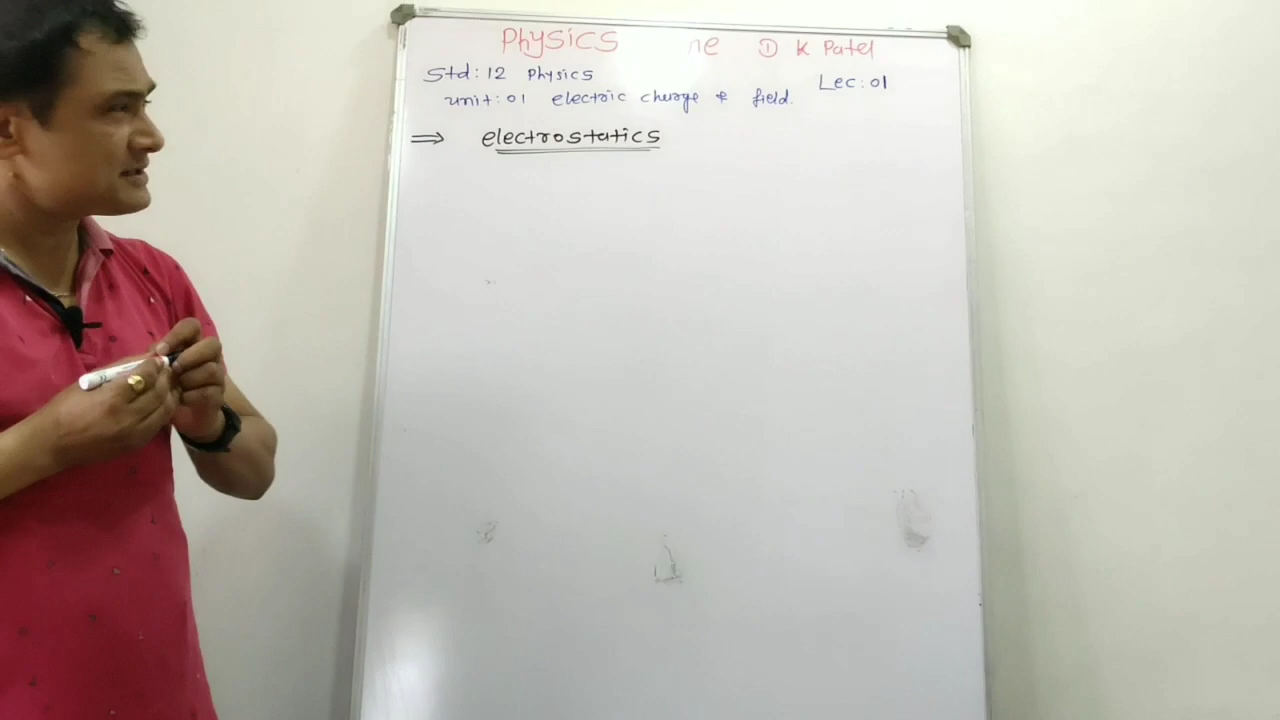 Physics ne D K Patel
Std: 12 Physics
Lec: 01
unit: 01 electric charge & field.
⇒ electrostatics